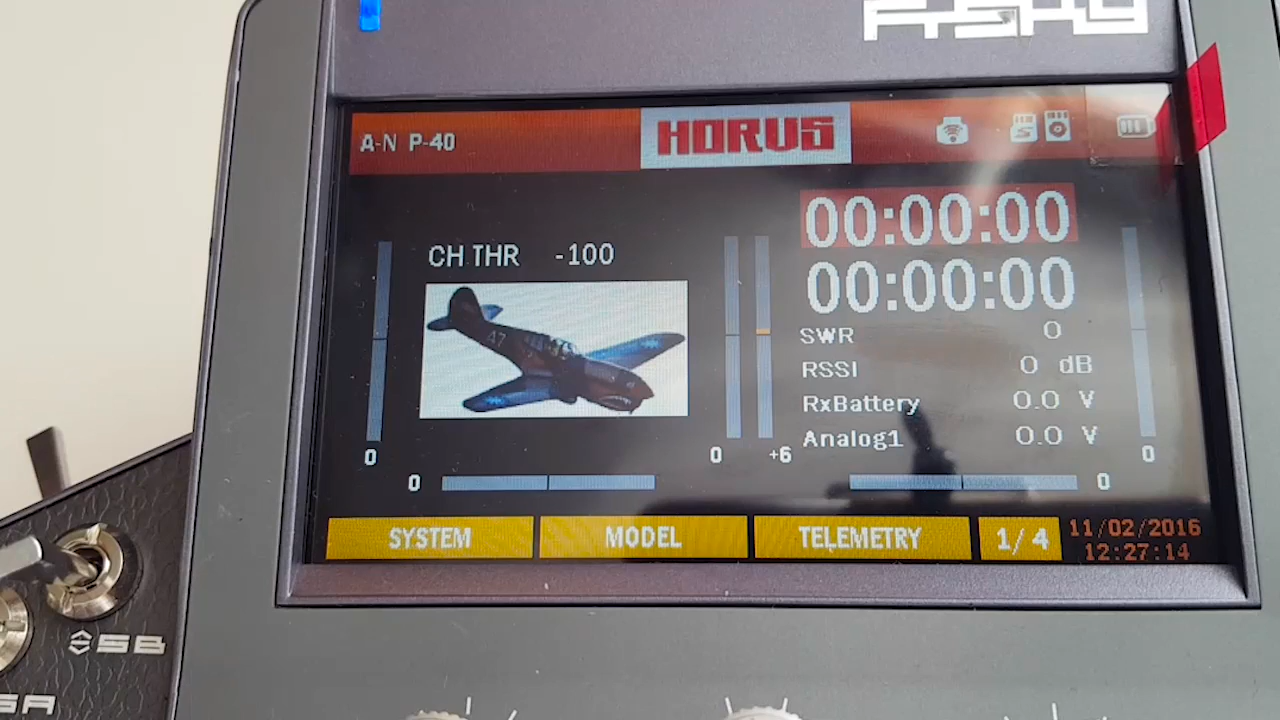 FrSky
A-N P-40
HORUS
S
CH THR -100
47
00:00:00
00:00:00
SWR 0
RSSI 0 dB
RxBattery 0.0 V
Analog1 0.0 V
0 0 +6 0
0 0
SYSTEM MODEL TELEMETRY 1/4
11/02/2016
12:27:14
SB
SA